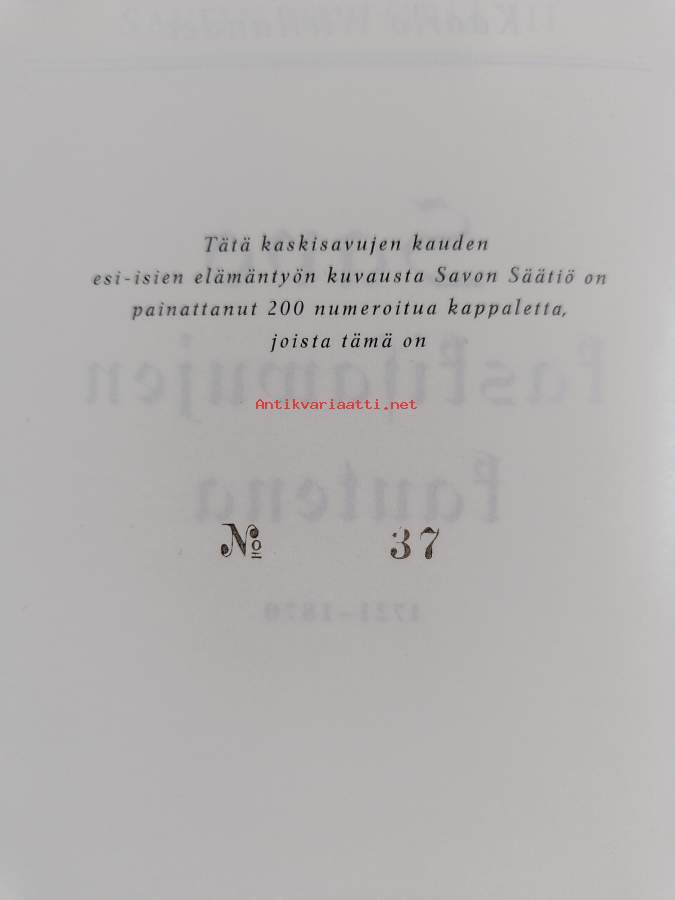 Tätä kaskisavujen kauden
esi-isien elämäntyön kuvausta Savon Säätiö on
painattanut 200 numeroitua kappaletta,
joista tämä on
Antikvariaatti.net
№ 37